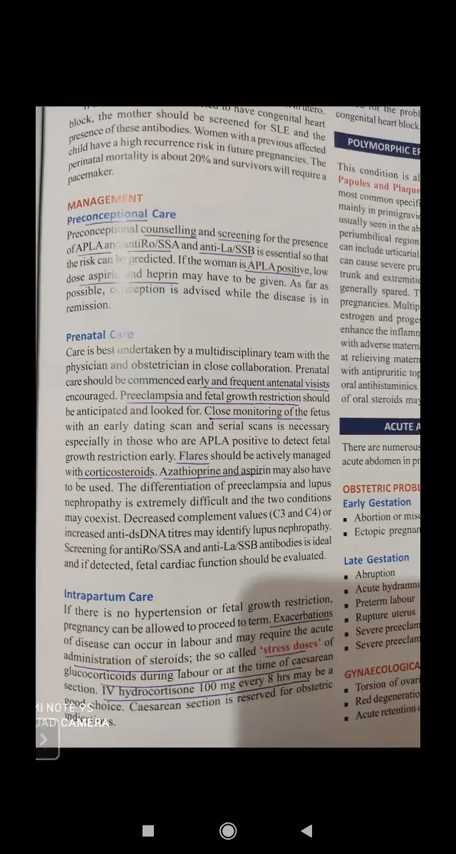 to have congenital heart
block, the mother should be screened for SLE and the
presence of these antibodies. Women with a previous affected
child have a high recurrence risk in future pregnancies. The
perinatal mortality is about 20% and survivors will require a
pacemaker.
MANAGEMENT
Preconceptional Care
Preconceptional counselling and screening for the presence
of APLA and antiRo/SSA and anti-La/SSB is essential so that
the risk can be predicted. If the woman is APLA positive, low
dose aspirin and heprin may have to be given. As far as
possible, conception is advised while the disease is in
remission.
Prenatal Care
Care is best undertaken by a multidisciplinary team with the
physician and obstetrician in close collaboration. Prenatal
care should be commenced early and frequent antenatal visists
encouraged. Preeclampsia and fetal growth restriction should
be anticipated and looked for. Close monitoring of the fetus
with an early dating scan and serial scans is necessary
especially in those who are APLA positive to detect fetal
growth restriction early. Flares should be actively managed
with corticosteroids. Azathioprine and aspirin may also have
to be used. The differentiation of preeclampsia and lupus
nephropathy is extremely difficult and the two conditions
may coexist. Decreased complement values (C3 and C4) or
increased anti-dsDNA titres may identify lupus nephropathy.
Screening for antiRo/SSA and anti-La/SSB antibodies is ideal
and if detected, fetal cardiac function should be evaluated.
Intrapartum Care
If there is no hypertension or fetal growth restriction,
pregnancy can be allowed to proceed to term. Exacerbations
of disease can occur in labour and may require the acute
administration of steroids; the so called 'stress doses' of
glucocorticoids during labour or at the time of caesarean
section. IV hydrocortisone 100 mg every 8 hrs may be a
good choice. Caesarean section is reserved for obstetric
for the probl
congenital heart block
POLYMORPHIC EF
This condition is al
Papules and Plaque
most common specif
mainly in primigravi
usually seen in the ab
periumbilical region
can include urticarial
can cause severe pru
trunk and extremitie
generally spared. T
pregnancies. Multip
estrogen and proge
enhance the inflamm
with adverse matern
at relieiving matern
with antipruritic top
oral antihistaminics.
of oral steroids may
ACUTE A
There are numerous
acute abdomen in pr
OBSTETRIC PROBL
Early Gestation
▪ Abortion or misc
▪ Ectopic pregnan
Late Gestation
▪ Abruption
▪ Acute hydramni
▪ Preterm labour
▪ Rupture uterus
▪ Severe preeclam
▪ Severe preeclam
GYNAECOLOGICA
▪ Torsion of ovari
▪ Red degeneratio
▪ Acute retention o
MI NOTE 9S
UAD CAMERA